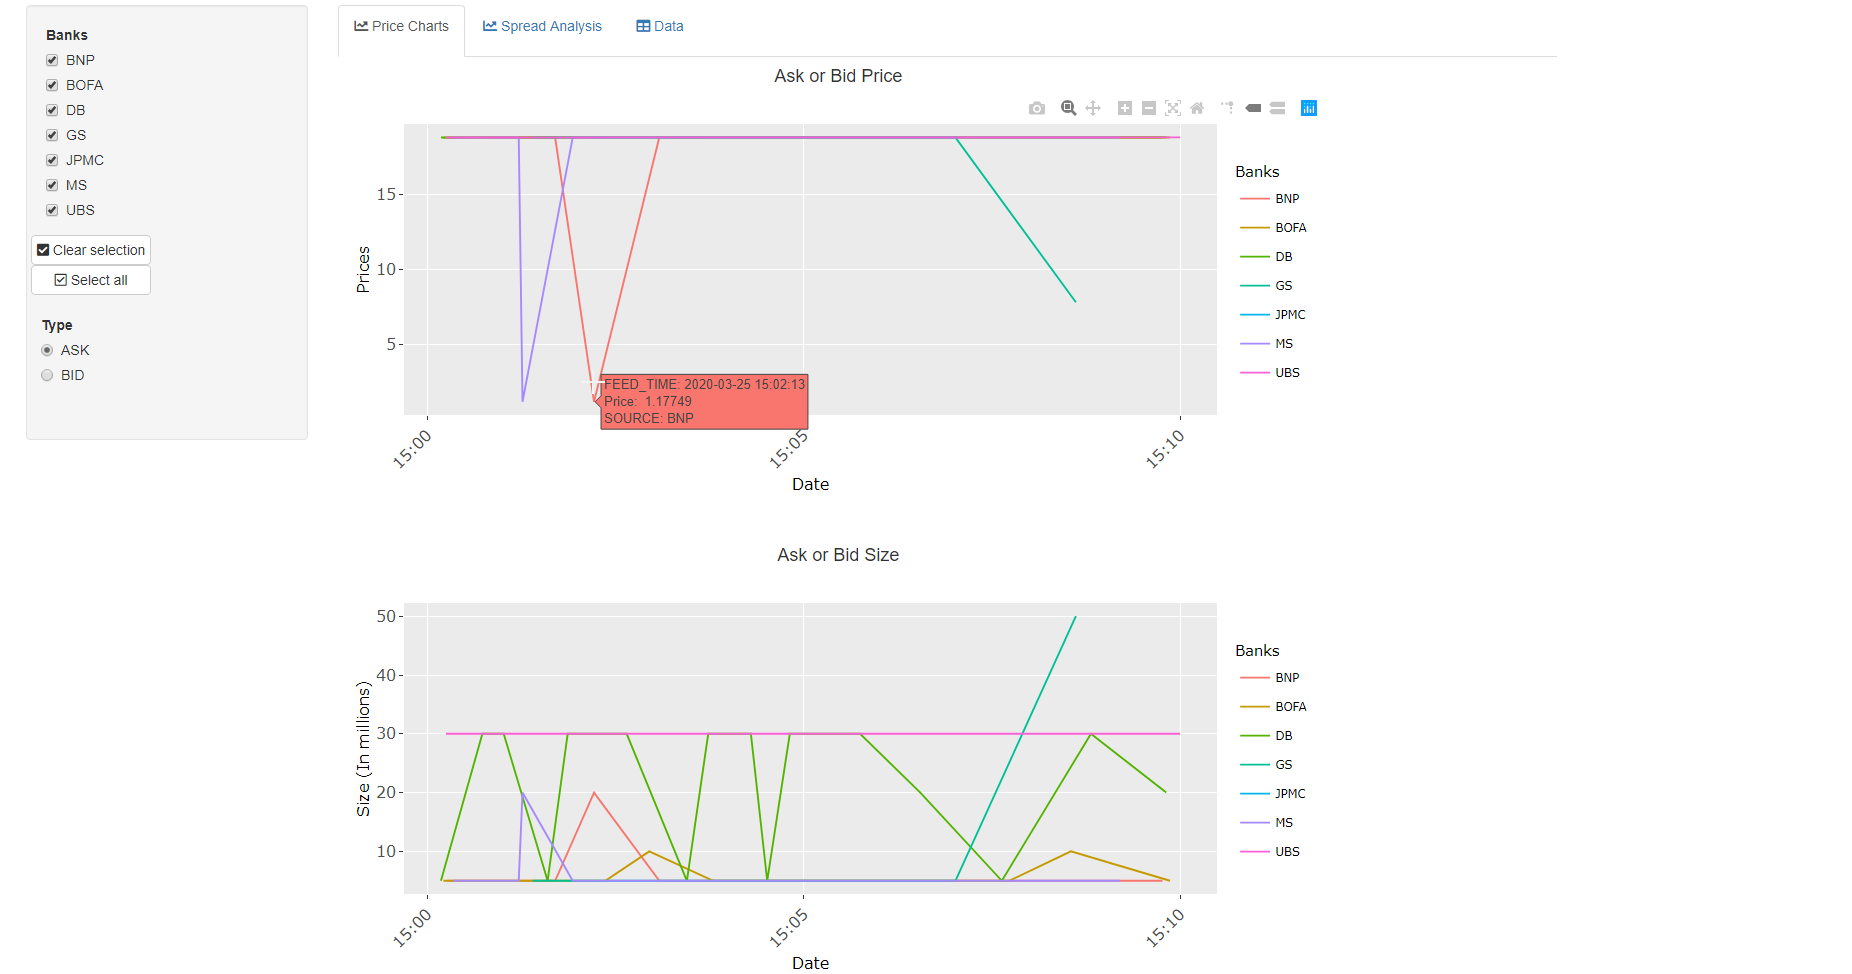 Banks
BNP
BOFA
DB
GS
JPMC
MS
UBS
Clear selection
Select all
Type
ASK
BID
Price Charts
Spread Analysis
Data
Ask or Bid Price
Prices
15
10
5
FEED_TIME: 2020-03-25 15:02:13
Price: 1.17749
SOURCE: BNP
15:00
15:05
15:10
Date
Banks
BNP
BOFA
DB
GS
JPMC
MS
UBS
Ask or Bid Size
Size (In millions)
50
40
30
20
10
15:00
15:05
15:10
Date
Banks
BNP
BOFA
DB
GS
JPMC
MS
UBS